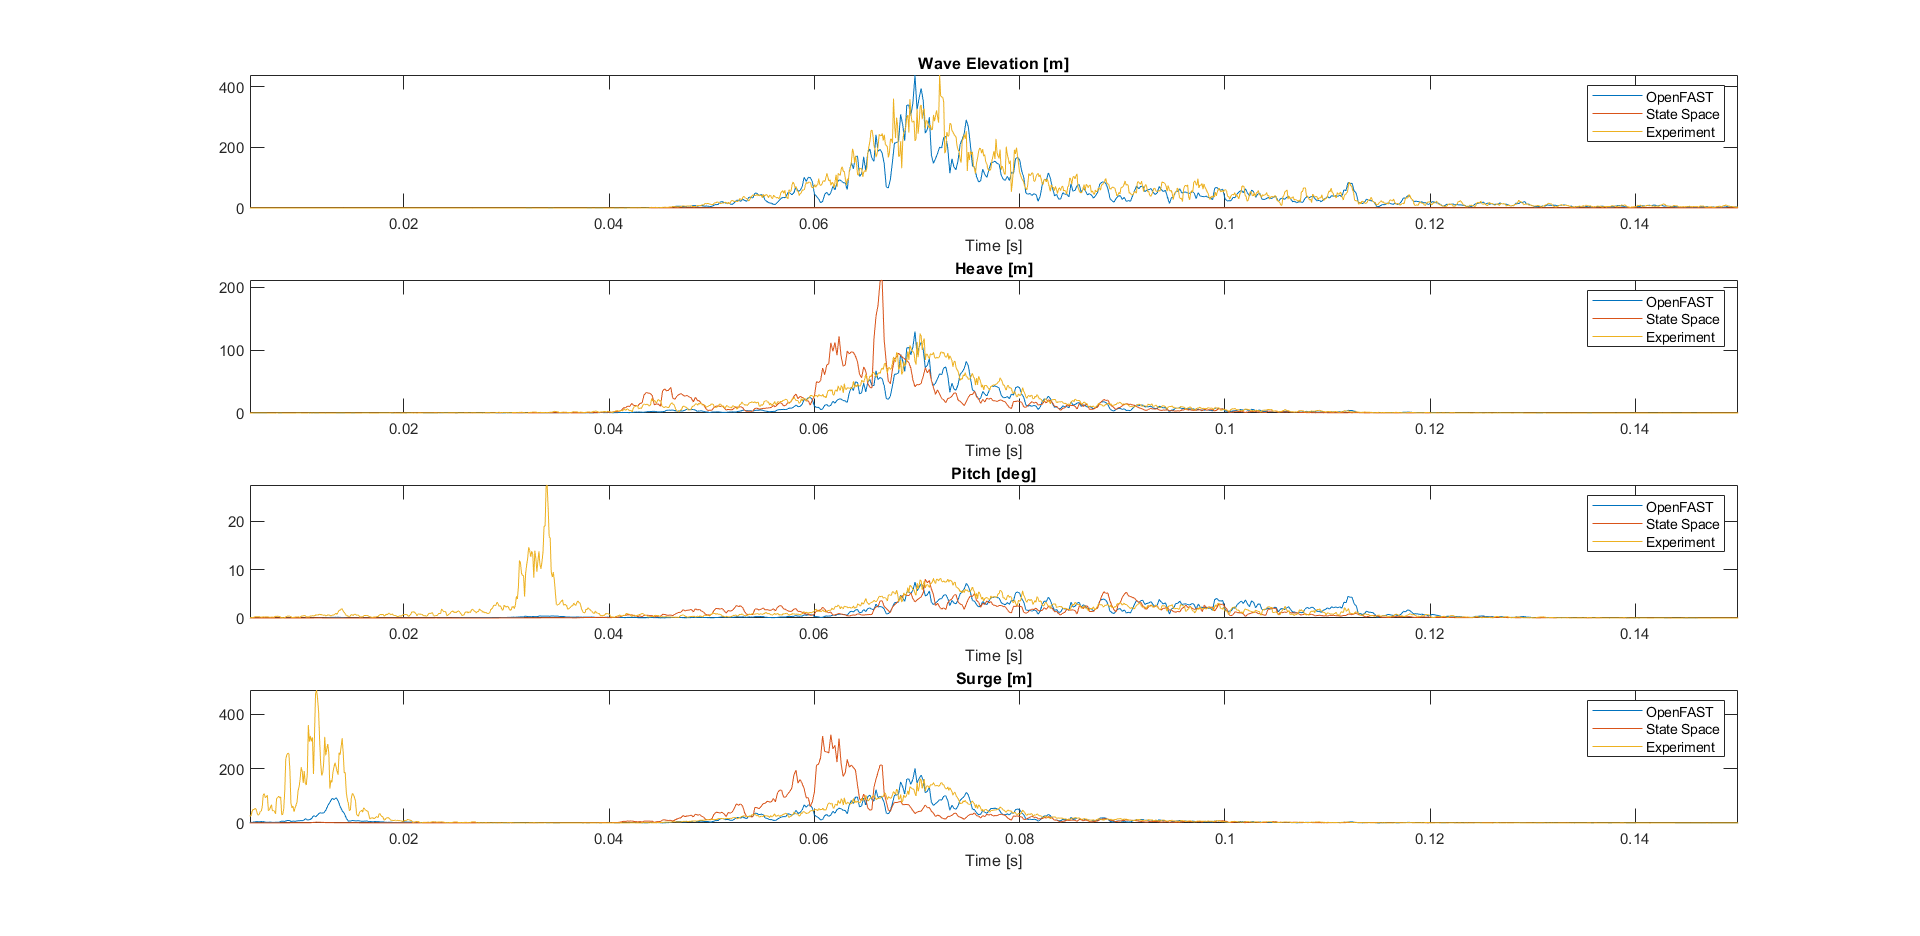 Wave Elevation [m]
400
200
0
OpenFAST
State Space
Experiment
0.02 0.04 0.06 0.08 0.1 0.12 0.14
Time [s]
Heave [m]
200
100
0
OpenFAST
State Space
Experiment
0.02 0.04 0.06 0.08 0.1 0.12 0.14
Time [s]
Pitch [deg]
20
10
0
OpenFAST
State Space
Experiment
0.02 0.04 0.06 0.08 0.1 0.12 0.14
Time [s]
Surge [m]
400
200
0
OpenFAST
State Space
Experiment
0.02 0.04 0.06 0.08 0.1 0.12 0.14
Time [s]